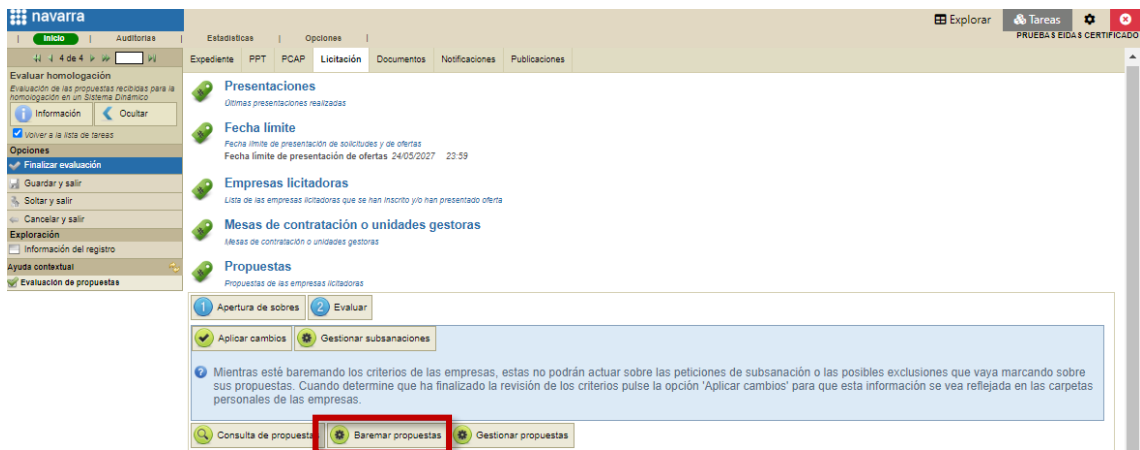 navarra
Explorar
Tareas
Inicio | Auditorías | Estadísticas | Opciones |
PRUEBAS EIDAS CERTIFICADO
4 de 4
Expediente PPT PCAP Licitación Documentos Notificaciones Publicaciones
Evaluar homologación
Evaluación de las propuestas recibidas para la
homologación en un Sistema Dinámico
Información
Ocultar
Volver a la lista de tareas
Opciones
Finalizar evaluación
Guardar y salir
Soltar y salir
Cancelar y salir
Exploración
Información del registro
Ayuda contextual
Evaluación de propuestas
Presentaciones
Últimas presentaciones realizadas
Fecha límite
Fecha límite de presentación de solicitudes y de ofertas
Fecha límite de presentación de ofertas 24/05/2027 23:59
Empresas licitadoras
Lista de las empresas licitadoras que se han inscrito y/o han presentado oferta
Mesas de contratación o unidades gestoras
Mesas de contratación o unidades gestoras
Propuestas
Propuestas de las empresas licitadoras
1 Apertura de sobres 2 Evaluar
Aplicar cambios Gestionar subsanaciones
Mientras esté baremando los criterios de las empresas, estas no podrán actuar sobre las peticiones de subsanación o las posibles exclusiones que vaya marcando sobre
sus propuestas. Cuando determine que ha finalizado la revisión de los criterios pulse la opción 'Aplicar cambios' para que esta información se vea reflejada en las carpetas
personales de las empresas.
Consulta de propuestas Baremar propuestas Gestionar propuestas